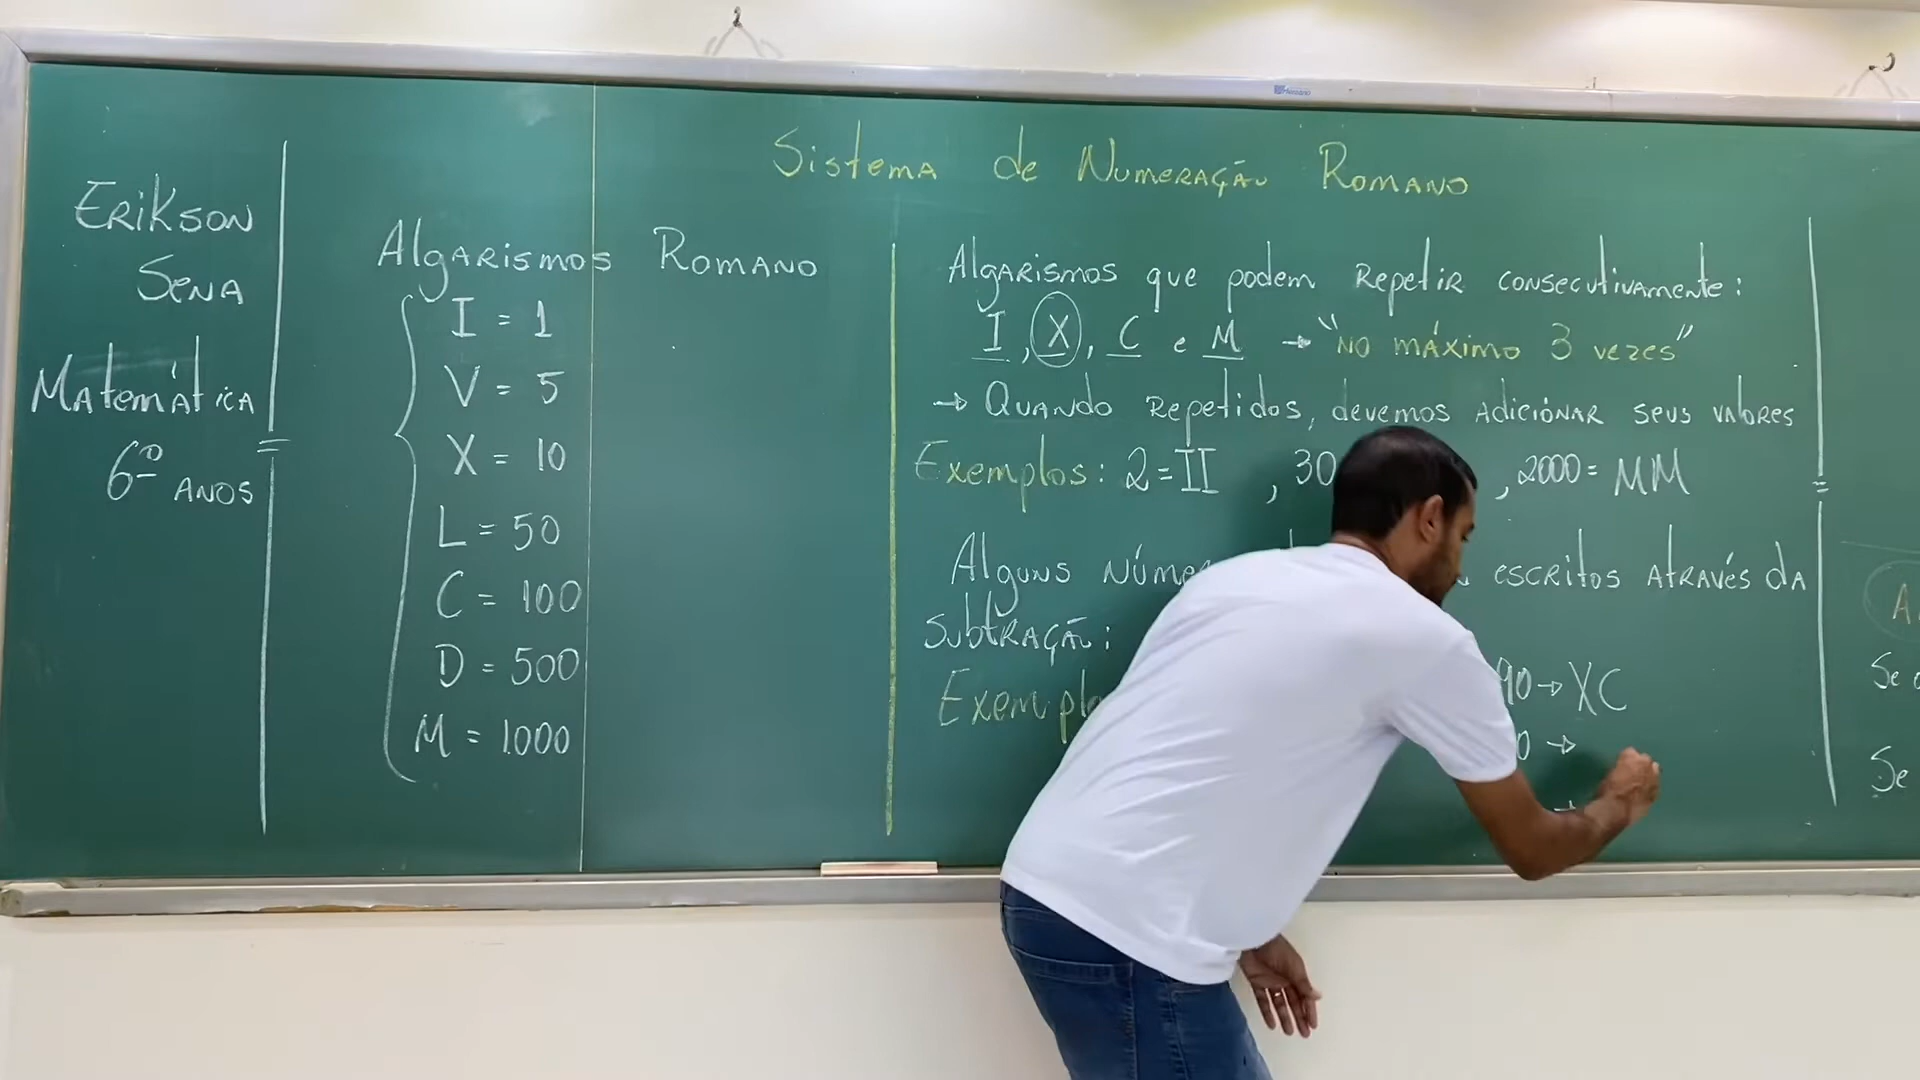 Sistema de Numeração Romano
Erikson
Sena
Matemática
6º anos
Algarismos Romano
I = 1
V = 5
X = 10
L = 50
C = 100
D = 500
M = 1.000
Algarismos que podem repetir consecutivamente:
I, X, C e M → "no máximo 3 vezes"
→ Quando repetidos, devemos adicionar seus valores
Exemplos: 2 = II , 30 , 2000 = MM
Alguns escritos através da
subtração:
90 → XC
0 →
→
Se
Se